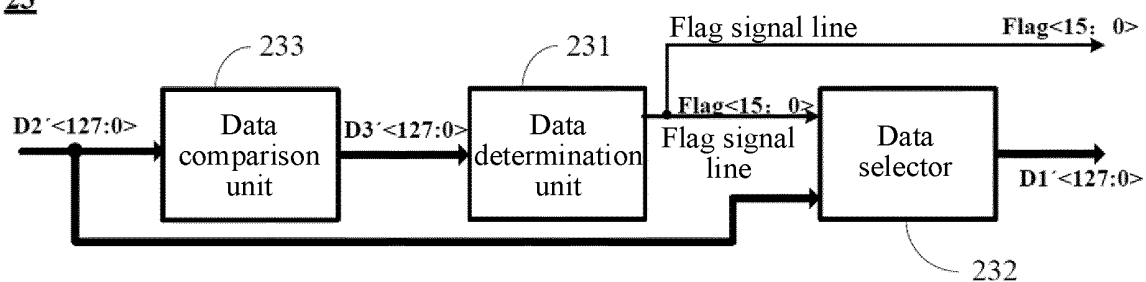 23
Flag signal line
Flag<15：0>
233
231
D2´<127:0>
Data
comparison
unit
D3´<127:0>
Data
determination
unit
Flag<15：0>
Flag signal
line
Data
selector
D1´<127:0>
232